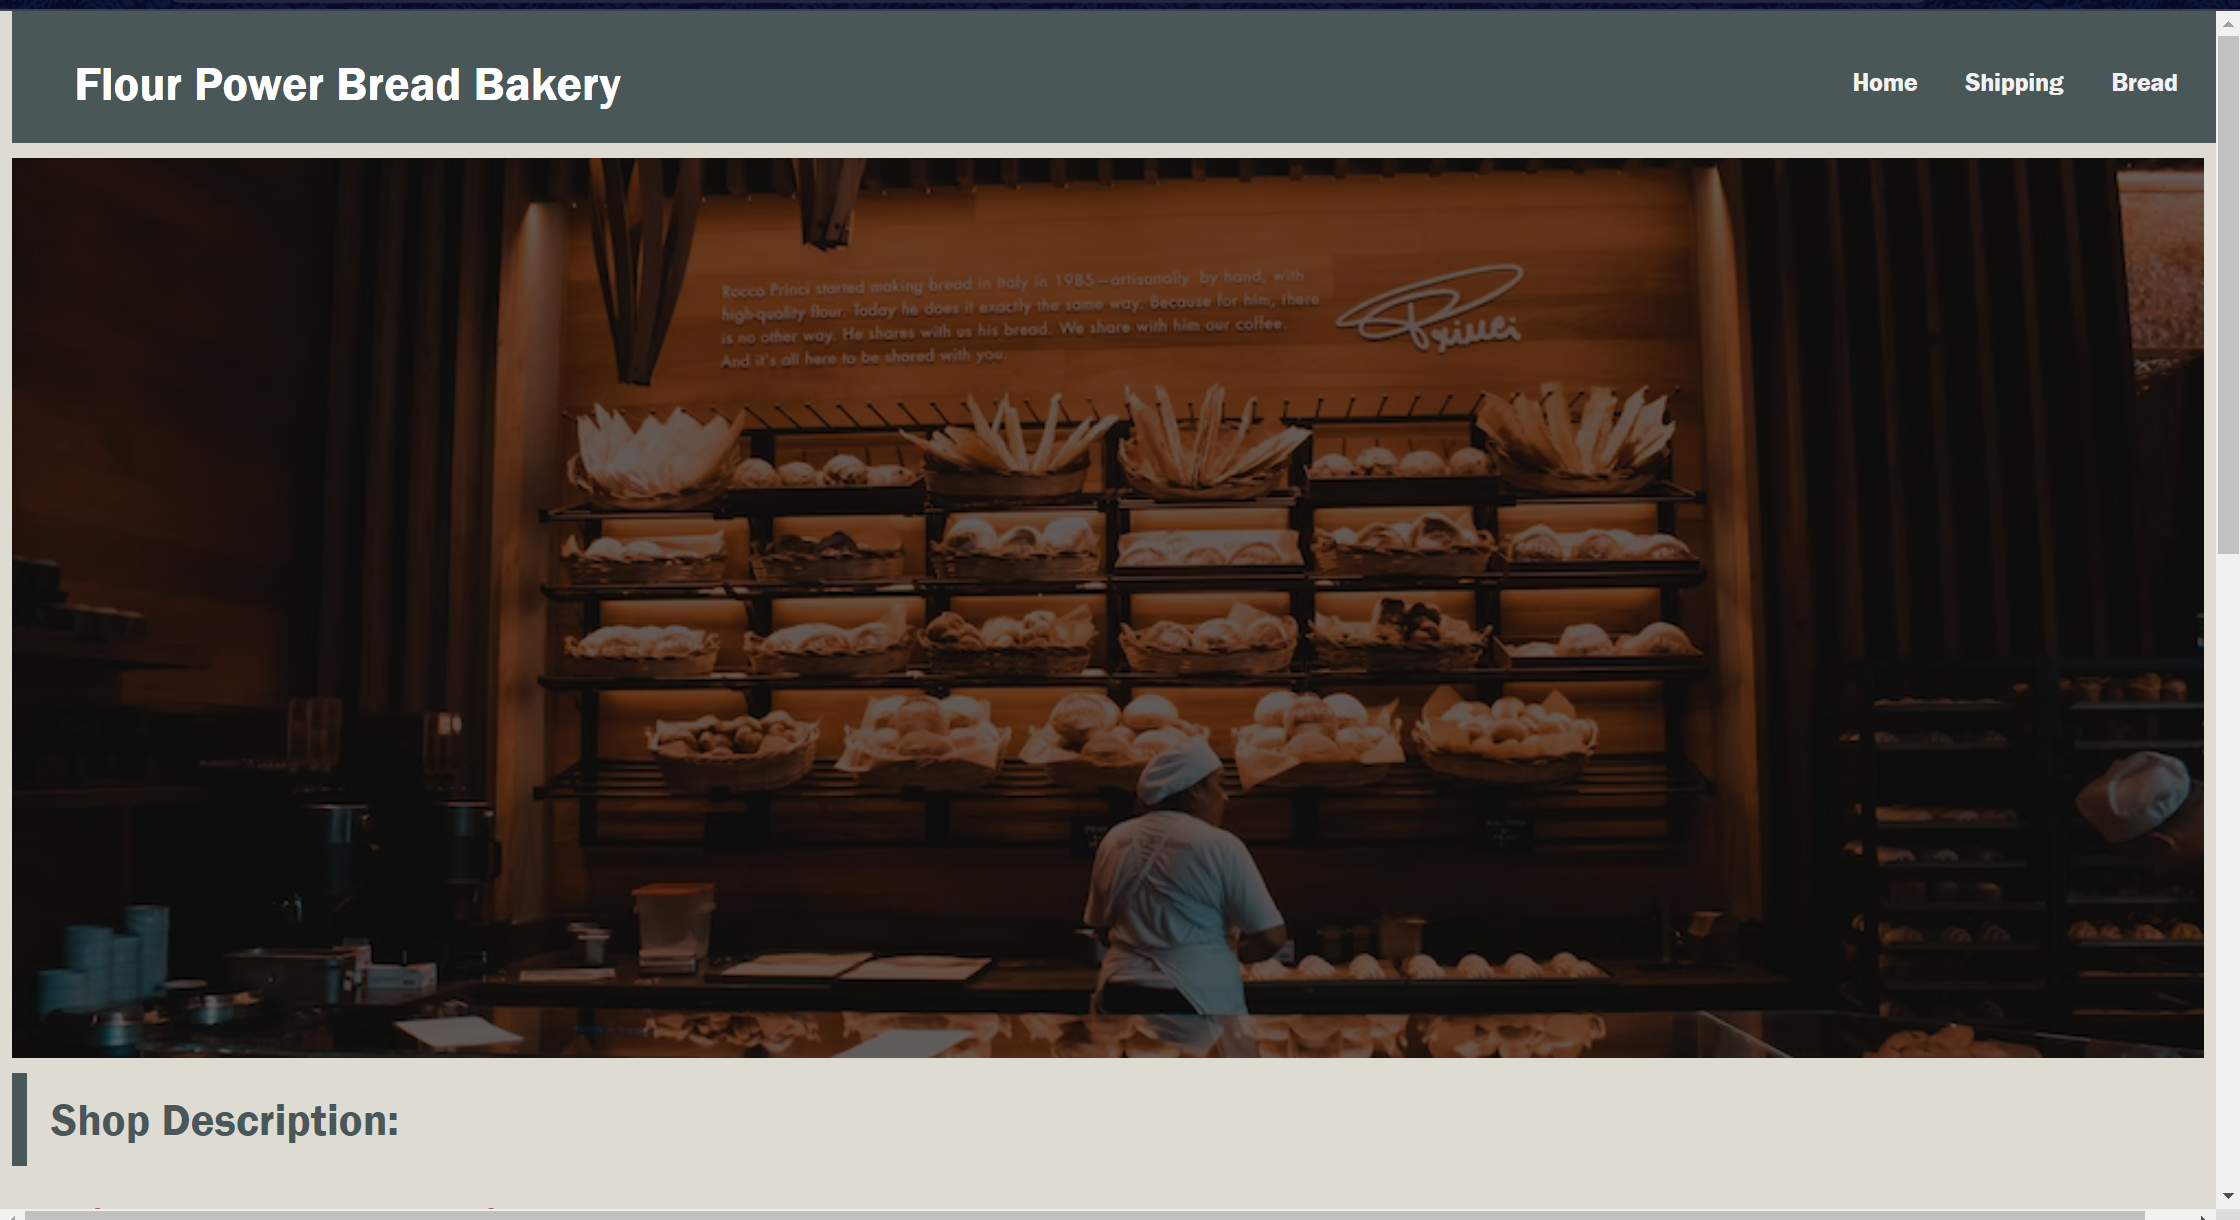 Flour Power Bread Bakery
Home
Shipping
Bread
Rocco Princi started making bread in Italy in 1985—artisanally by hand, with
high-quality flour. Today he does it exactly the same way. Because for him, there
is no other way. He shares with us his bread. We share with him our coffee.
And it's all here to be shared with you.
Princi
Shop Description: